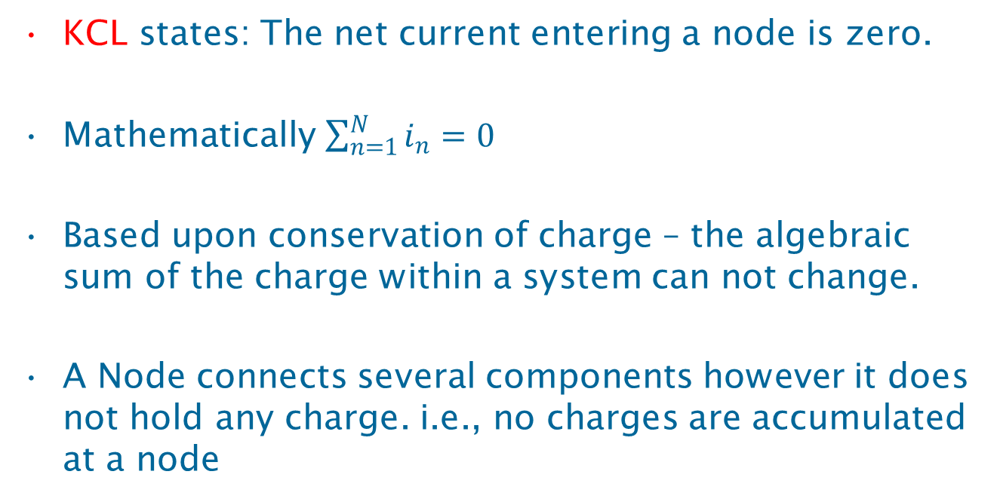 • KCL states: The net current entering a node is zero.
• Mathematically $\sum_{n=1}^{N} i_n = 0$
• Based upon conservation of charge – the algebraic
sum of the charge within a system can not change.
• A Node connects several components however it does
not hold any charge. i.e., no charges are accumulated
at a node